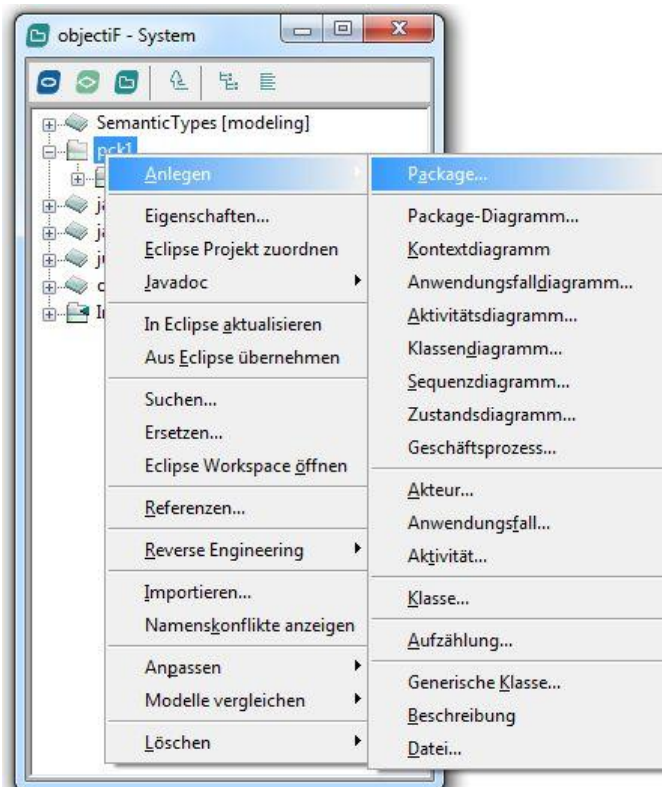 objectiF - System
SemanticTypes [modeling]
pck1
Anlegen
Eigenschaften...
Eclipse Projekt zuordnen
Javadoc
In Eclipse aktualisieren
Aus Eclipse übernehmen
Suchen...
Ersetzen...
Eclipse Workspace öffnen
Referenzen...
Reverse Engineering
Importieren...
Namenskonflikte anzeigen
Anpassen
Modelle vergleichen
Löschen
Package...
Package-Diagramm...
Kontextdiagramm
Anwendungsfalldiagramm...
Aktivitätsdiagramm...
Klassendiagramm...
Sequenzdiagramm...
Zustandsdiagramm...
Geschäftsprozess...
Akteur...
Anwendungsfall...
Aktivität...
Klasse...
Aufzählung...
Generische Klasse...
Beschreibung
Datei...